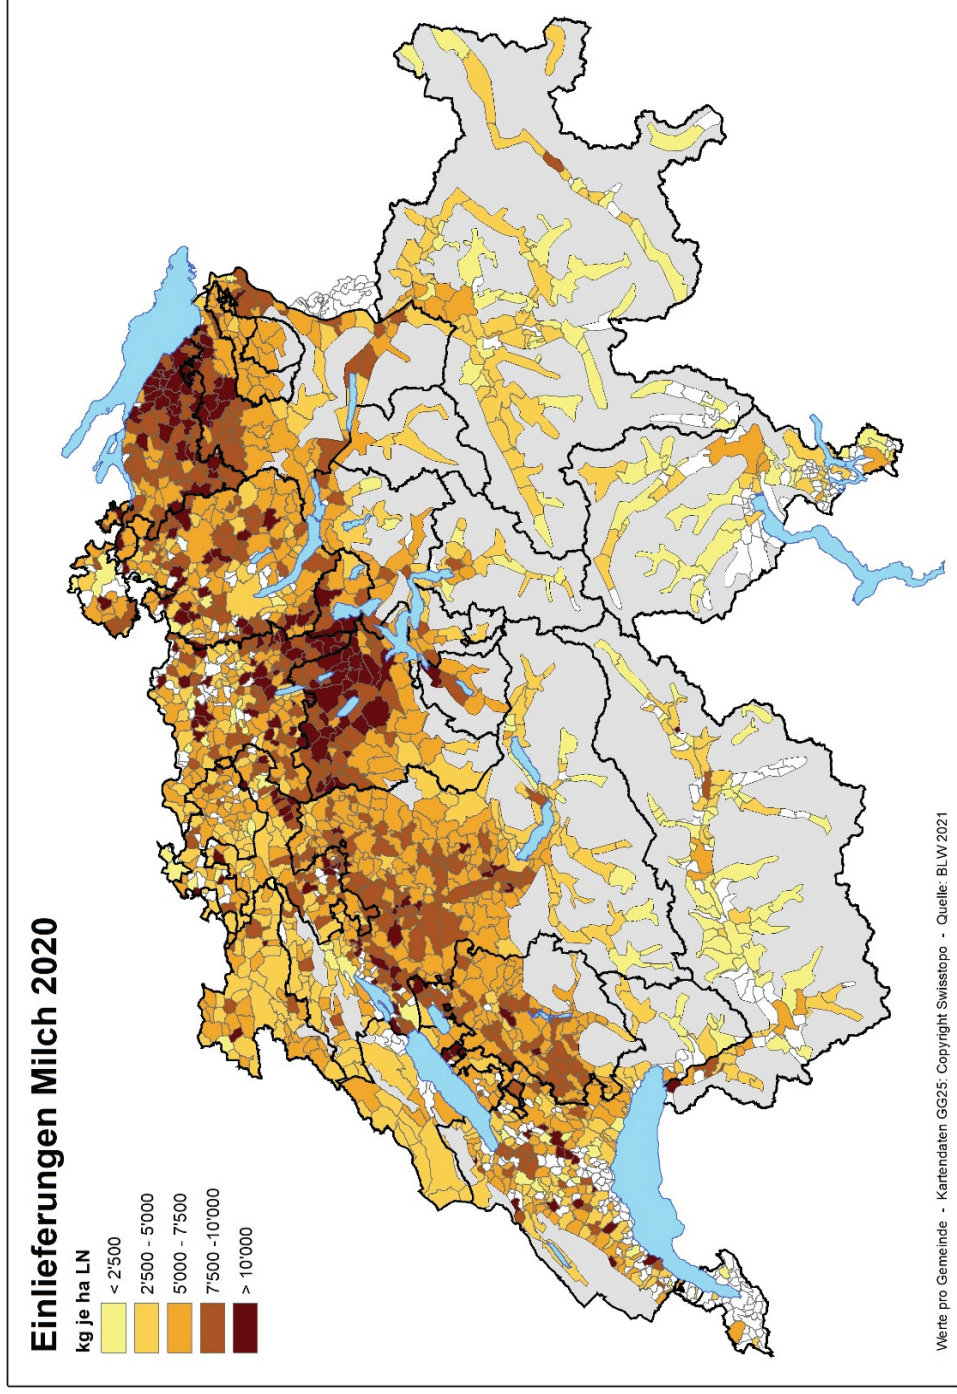 Einlieferungen Milch 2020
kg je ha LN
< 2'500
2'500 - 5'000
5'000 - 7'500
7'500 -10'000
> 10'000
Werte pro Gemeinde - Kartendaten GG25: Copyright Swisstopo - Quelle: BLW 2021